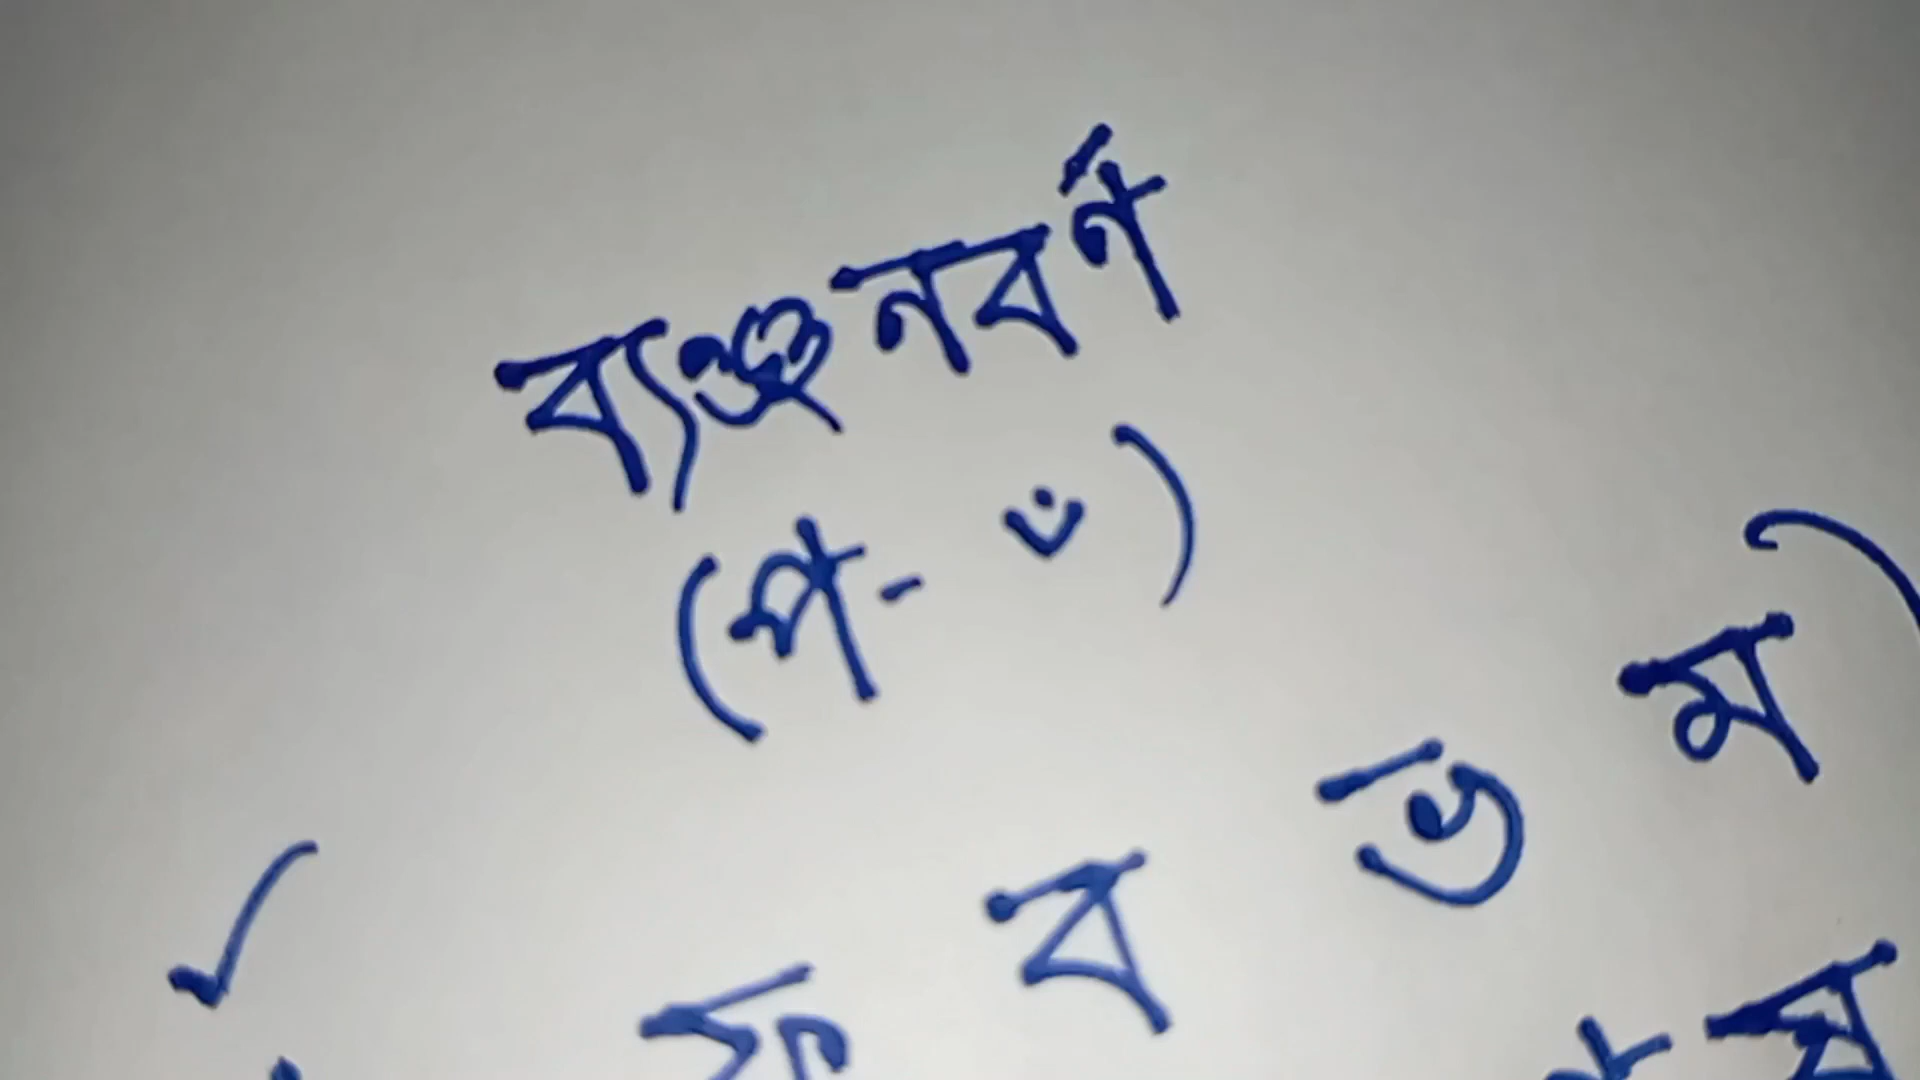 ব্যঞ্জনবর্ণ
(প- ঁ)
ফ ব ভ ম